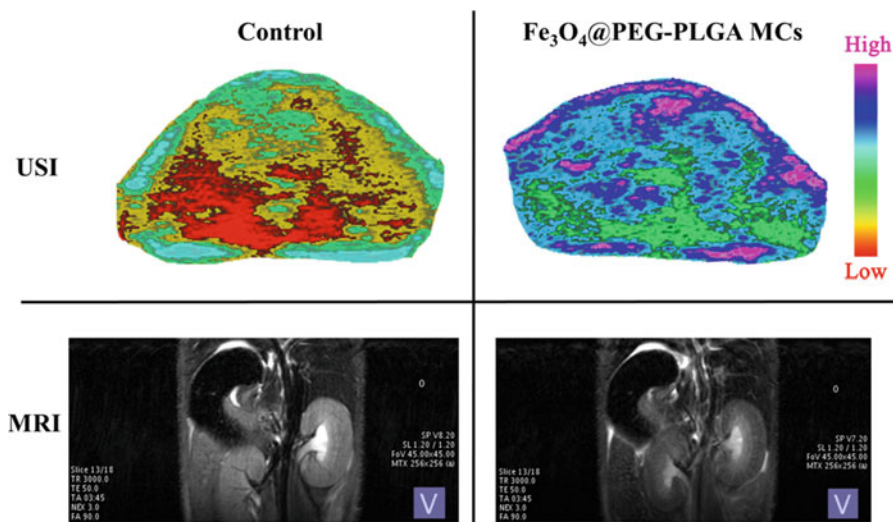 Control
Fe₃O₄@PEG-PLGA MCs
High
USI
Low
MRI
0
SP V8.20
SL 1.20 / 1.20
FoV 45.00x45.00
MTX 256x256 (a)
Slice 13/18
TR 3000.0
TE 50.0
TA 03:45
NEX 3.0
FA 90.0
V
0
SP V7.20
SL 1.20 / 1.20
FoV 45.00x45.00
MTX 256x256 (a)
Slice 13/18
TR 3000.0
TE 50.0
TA 03:45
NEX 3.0
FA 90.0
V